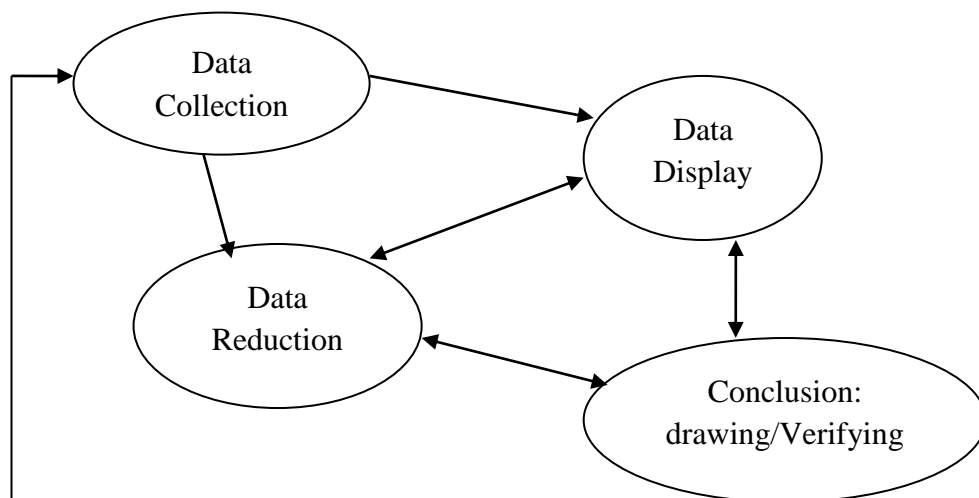 Data
Collection
Data
Display
Data
Reduction
Conclusion:
drawing/Verifying